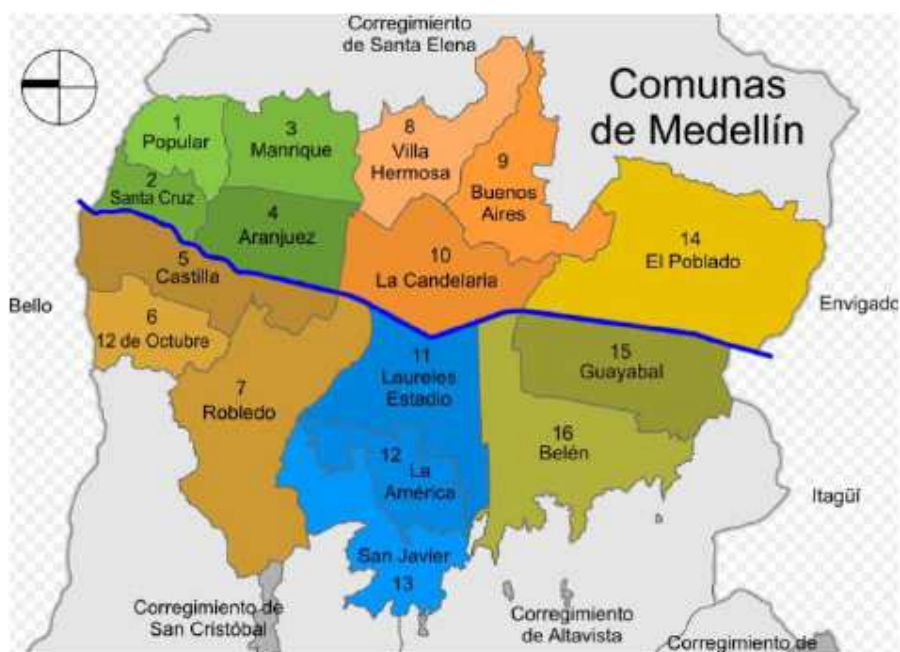 Corregimiento
de Santa Elena
Comunas
de Medellín
1
Popular
3
Manrique
8
Villa
Hermosa
9
Buenos
Aires
2
Santa Cruz
4
Aranjuez
10
La Candelaria
14
El Poblado
5
Castilla
Bello
Envigado
6
12 de Octubre
7
Robledo
11
Laureles
Estadio
15
Guayabal
16
Belén
12
La
América
Itagüí
San Javier
13
Corregimiento de
San Cristóbal
Corregimiento
de Altavista
Corregimiento de